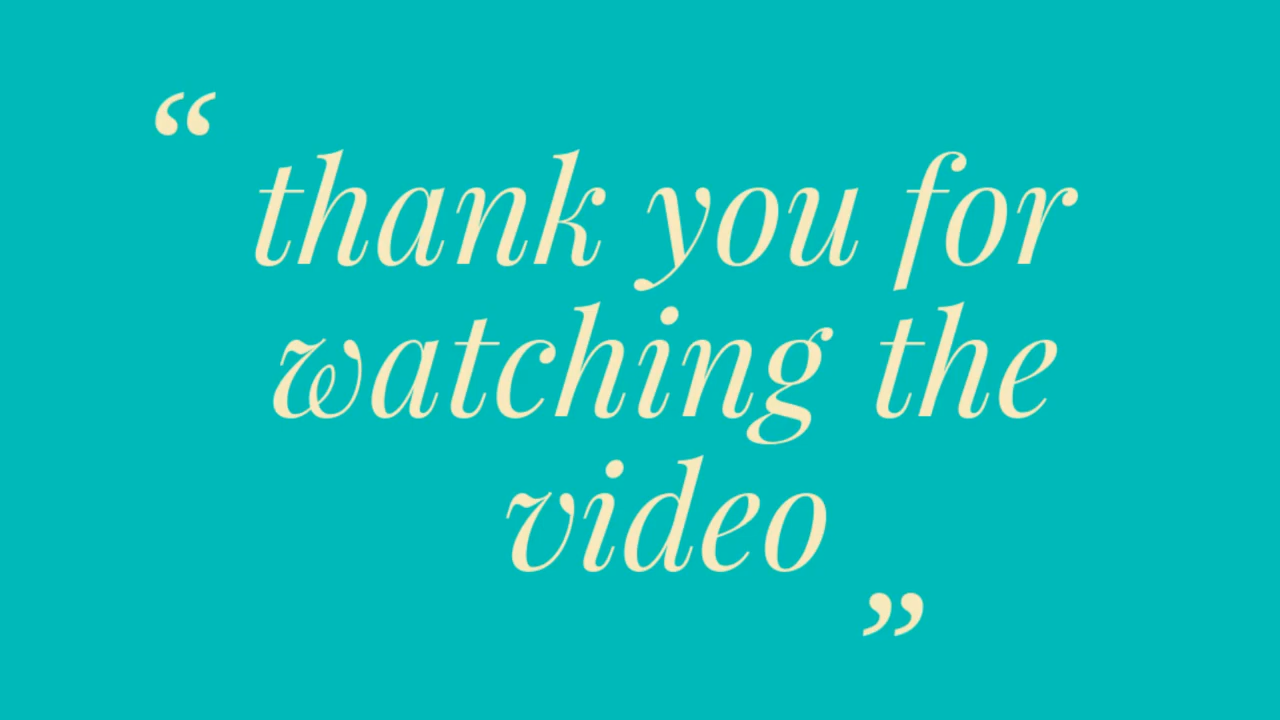 “
thank you for
watching the
video
”